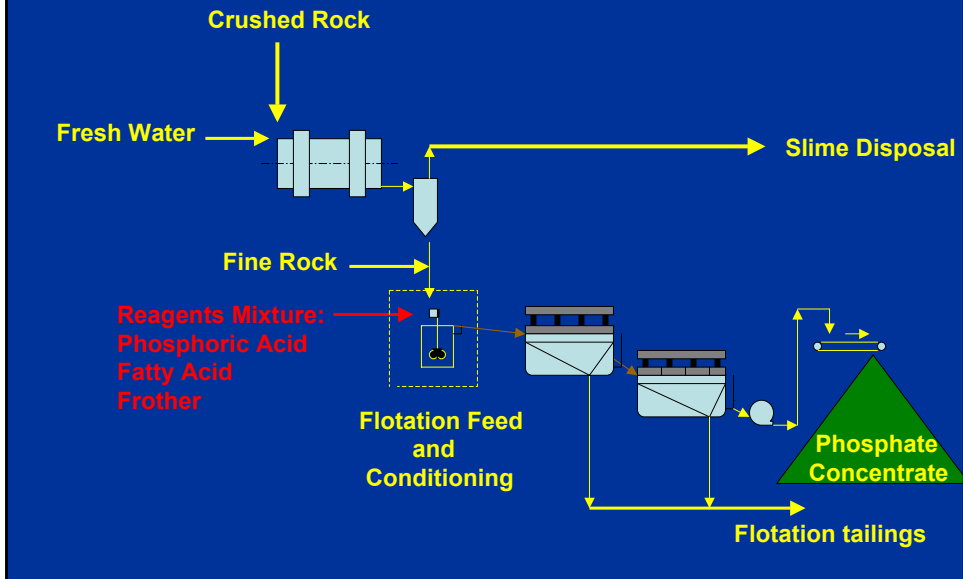 Crushed Rock
Fresh Water
Slime Disposal
Fine Rock
Reagents Mixture:
Phosphoric Acid
Fatty Acid
Frother
Flotation Feed
and
Conditioning
Phosphate
Concentrate
Flotation tailings